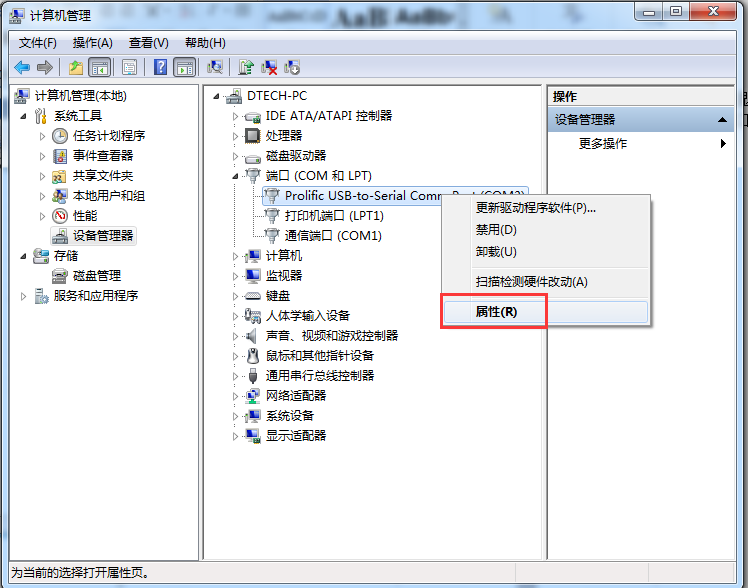 计算机管理
文件(F) 操作(A) 查看(V) 帮助(H)
计算机管理(本地)
系统工具
任务计划程序
事件查看器
共享文件夹
本地用户和组
性能
设备管理器
存储
磁盘管理
服务和应用程序
DTECH-PC
IDE ATA/ATAPI 控制器
处理器
磁盘驱动器
端口 (COM 和 LPT)
Prolific USB-to-Serial Comm
打印机端口 (LPT1)
通信端口 (COM1)
计算机
监视器
键盘
人体学输入设备
声音、视频和游戏控制器
鼠标和其他指针设备
通用串行总线控制器
网络适配器
系统设备
显示适配器
更新驱动程序软件(P)...
禁用(D)
卸载(U)
扫描检测硬件改动(A)
属性(R)
操作
设备管理器
更多操作
为当前的选择打开属性页。